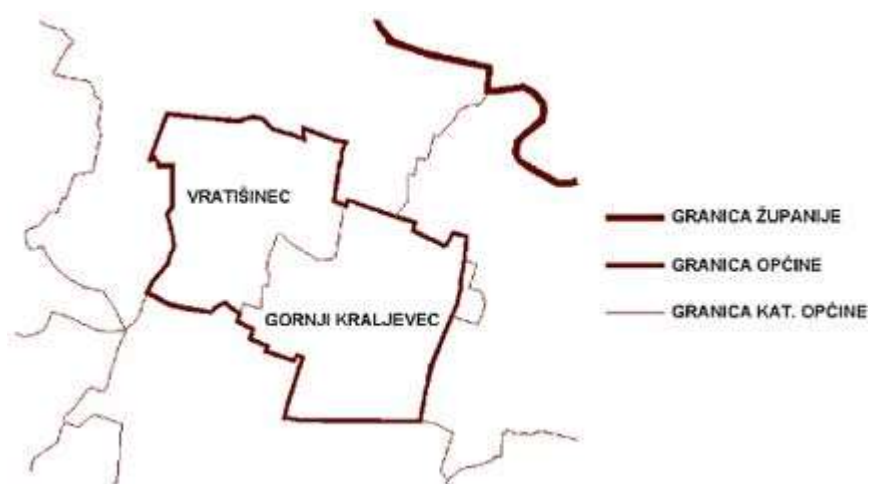 VRATIŠINEC
GORNJI KRALJEVEC
GRANICA ŽUPANIJE
GRANICA OPĆINE
GRANICA KAT. OPĆINE